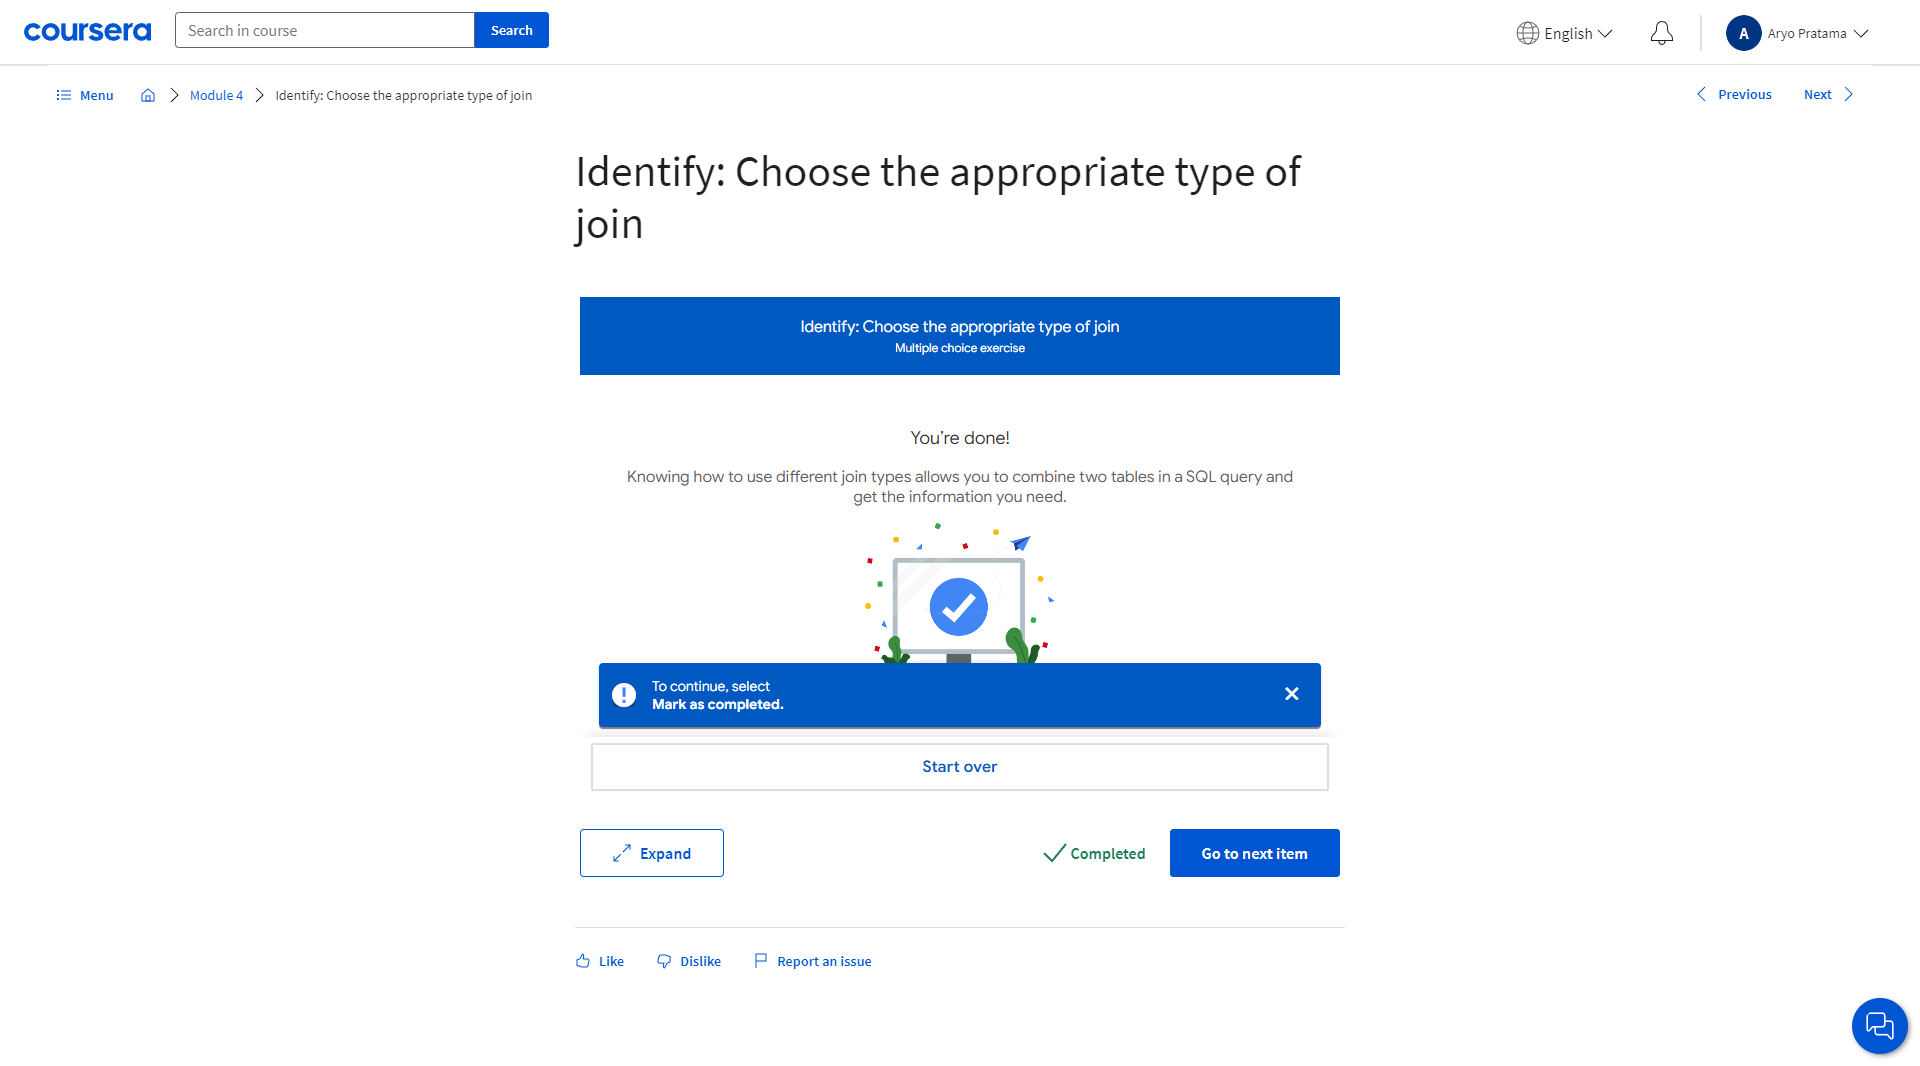 coursera
Search in course
Search
English
A
Aryo Pratama
Menu
Module 4
Identify: Choose the appropriate type of join
Previous
Next
Identify: Choose the appropriate type of
join
Identify: Choose the appropriate type of join
Multiple choice exercise
You're done!
Knowing how to use different join types allows you to combine two tables in a SQL query and
get the information you need.
To continue, select
Mark as completed.
Start over
Expand
Completed
Go to next item
Like
Dislike
Report an issue